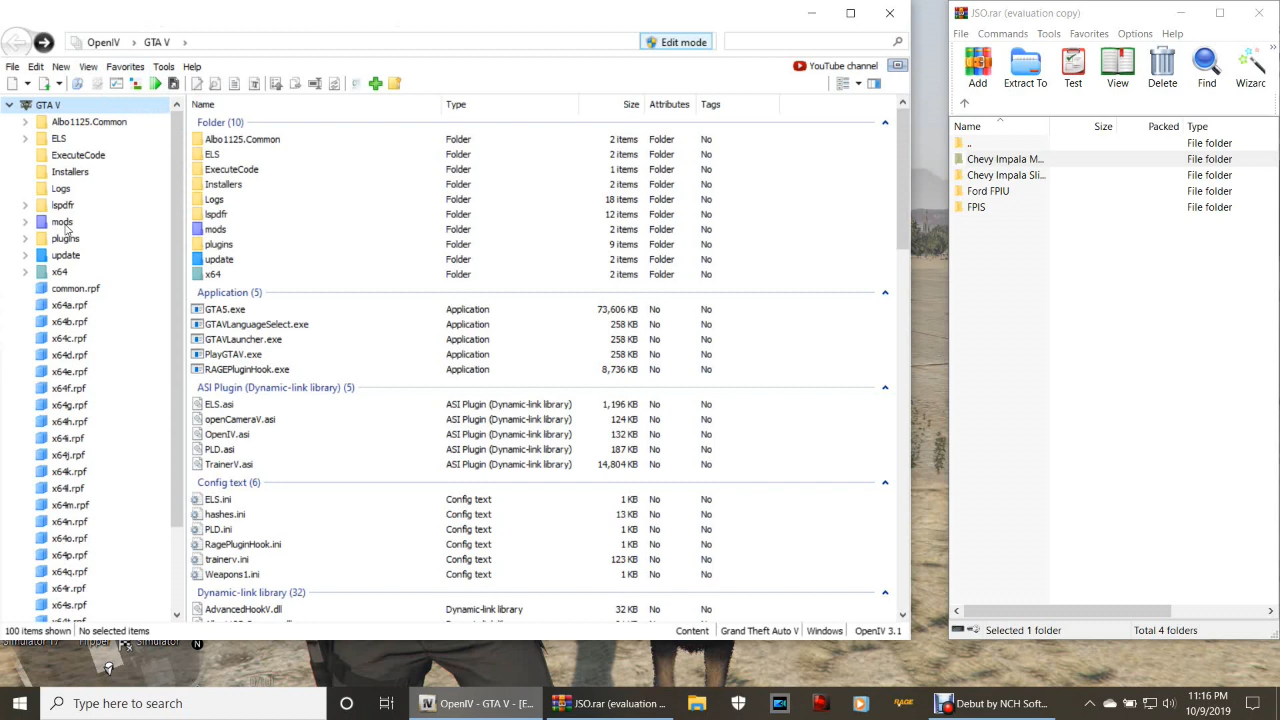 OpenIV
GTA V
Edit mode
File
Edit
View
Favorites
Tools
Help
YouTube channel
GTA V
Albo1125.Common
ELS
ExecuteCode
Installers
Logs
lspdfr
mods
plugins
update
x64
common.rpf
x64a.rpf
x64b.rpf
x64c.rpf
x64d.rpf
x64e.rpf
x64f.rpf
x64g.rpf
x64h.rpf
x64i.rpf
x64j.rpf
x64k.rpf
x64l.rpf
x64m.rpf
x64n.rpf
x64o.rpf
x64p.rpf
x64q.rpf
x64r.rpf
x64s.rpf
Name Type Size Attributes Tags
Folder (10)
Albo1125.Common Folder 2 items No No
ELS Folder 2 items No No
ExecuteCode Folder 1 items No No
Installers Folder 2 items No No
Logs Folder 18 items No No
lspdfr Folder 12 items No No
mods Folder 2 items No No
plugins Folder 9 items No No
update Folder 2 items No No
x64 Folder 2 items No No
Application (5)
GTA5.exe Application 73,606 KB No No
GTAVLanguageSelect.exe Application 258 KB No No
GTAVLauncher.exe Application 258 KB No No
PlayGTAV.exe Application 258 KB No No
RAGEPluginHook.exe Application 8,736 KB No No
ASI Plugin (Dynamic-link library) (5)
ELS.asi ASI Plugin (Dynamic-link library) 1,196 KB No No
openCameraV.asi ASI Plugin (Dynamic-link library) 124 KB No No
OpenIV.asi ASI Plugin (Dynamic-link library) 132 KB No No
PLD.asi ASI Plugin (Dynamic-link library) 187 KB No No
TrainerV.asi ASI Plugin (Dynamic-link library) 14,804 KB No No
Config text (6)
ELS.ini Config text 1 KB No No
hashes.ini Config text 13 KB No No
PLD.ini Config text 1 KB No No
RagePluginHook.ini Config text 1 KB No No
trainerv.ini Config text 123 KB No No
Weapons1.ini Config text 1 KB No No
Dynamic-link library (32)
AdvancedHookV.dll Dynamic-link library 32 KB No No
100 items shown No selected items Content Grand Theft Auto V Windows OpenIV 3.1
JSO.rar (evaluation copy)
File Commands Tools Favorites Options Help
Add Extract To Test View Delete Find Wizard
Name Size Packed Type
.. File folder
Chevy Impala M... File folder
Chevy Impala Sli... File folder
Ford FPIU File folder
FPIS File folder
Selected 1 folder Total 4 folders
Type here to search
OpenIV - GTA V - [E...
JSO.rar (evaluation ...
RAGE
Debut by NCH Soft...
11:16 PM
10/9/2019